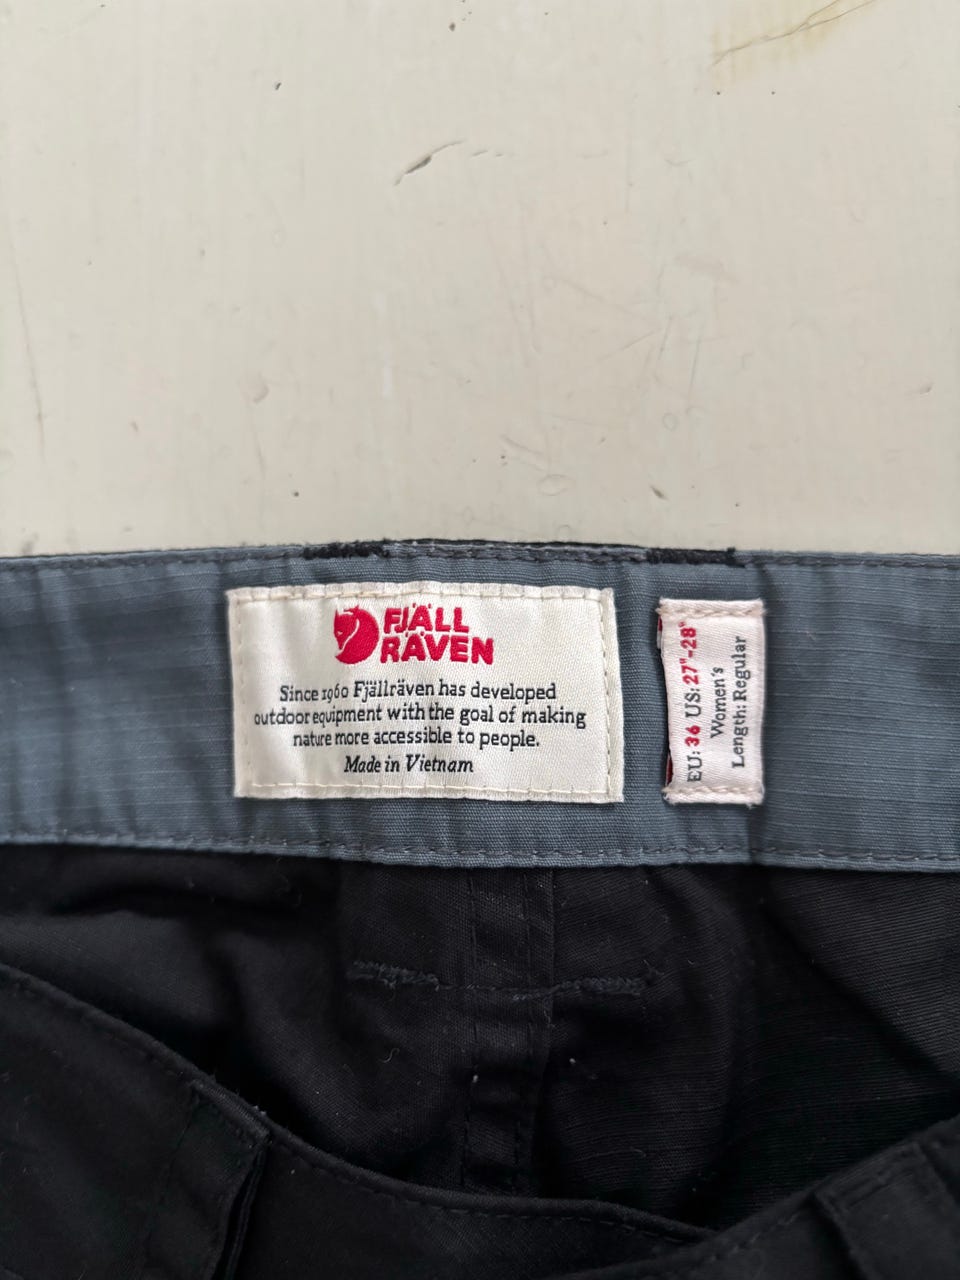 FJÄLL
RÄVEN
Since 1960 Fjällräven has developed
outdoor equipment with the goal of making
nature more accessible to people.
Made in Vietnam
EU: 36 US: 27"-28"
Women's
Length: Regular